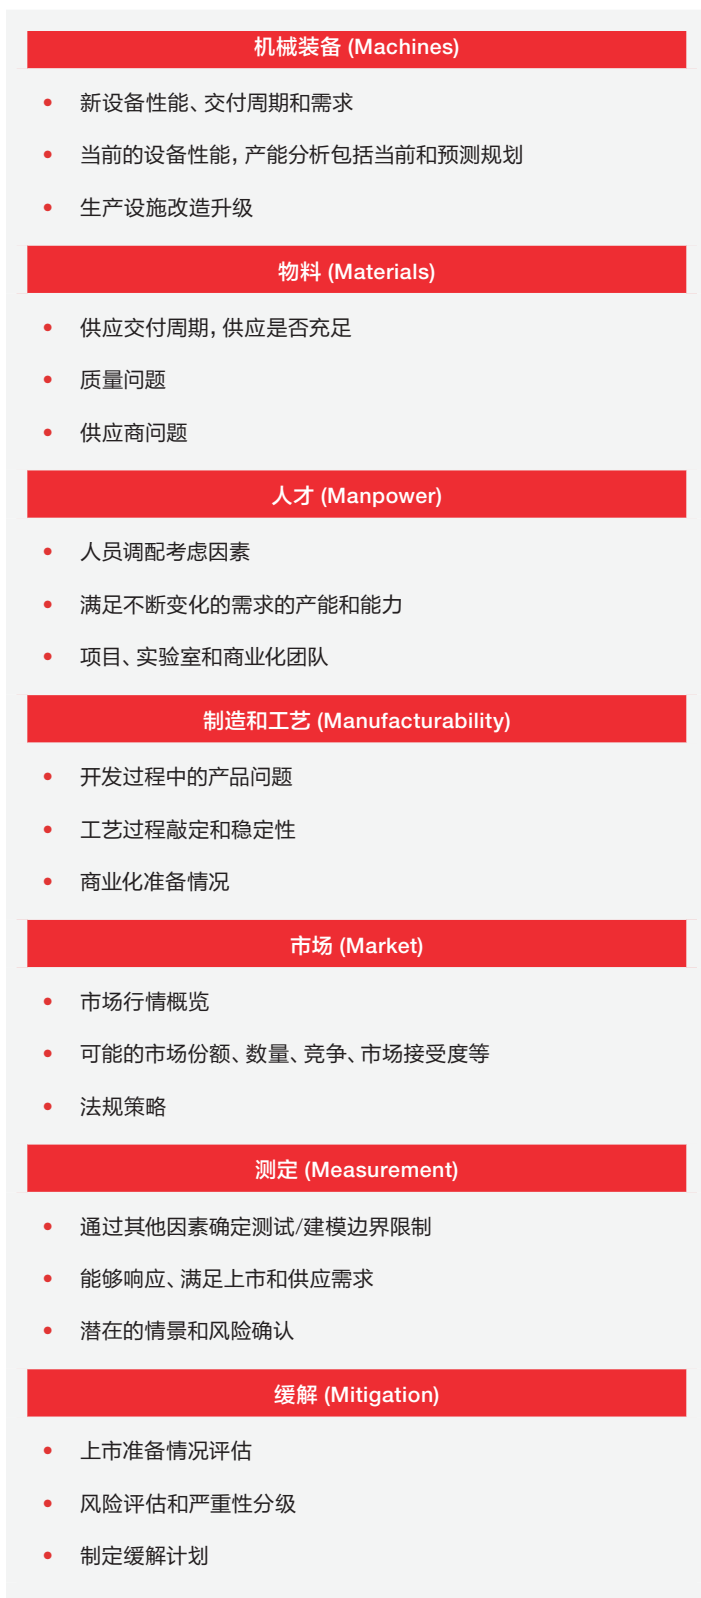 机械装备 (Machines)
• 新设备性能、交付周期和需求
• 当前的设备性能，产能分析包括当前和预测规划
• 生产设施改造升级
物料 (Materials)
• 供应交付周期，供应是否充足
• 质量问题
• 供应商问题
人才 (Manpower)
• 人员调配考虑因素
• 满足不断变化的需求的产能和能力
• 项目、实验室和商业化团队
制造和工艺 (Manufacturability)
• 开发过程中的产品问题
• 工艺过程敲定和稳定性
• 商业化准备情况
市场 (Market)
• 市场行情概览
• 可能的市场份额、数量、竞争、市场接受度等
• 法规策略
测定 (Measurement)
• 通过其他因素确定测试/建模边界限制
• 能够响应、满足上市和供应需求
• 潜在的情景和风险确认
缓解 (Mitigation)
• 上市准备情况评估
• 风险评估和严重性分级
• 制定缓解计划